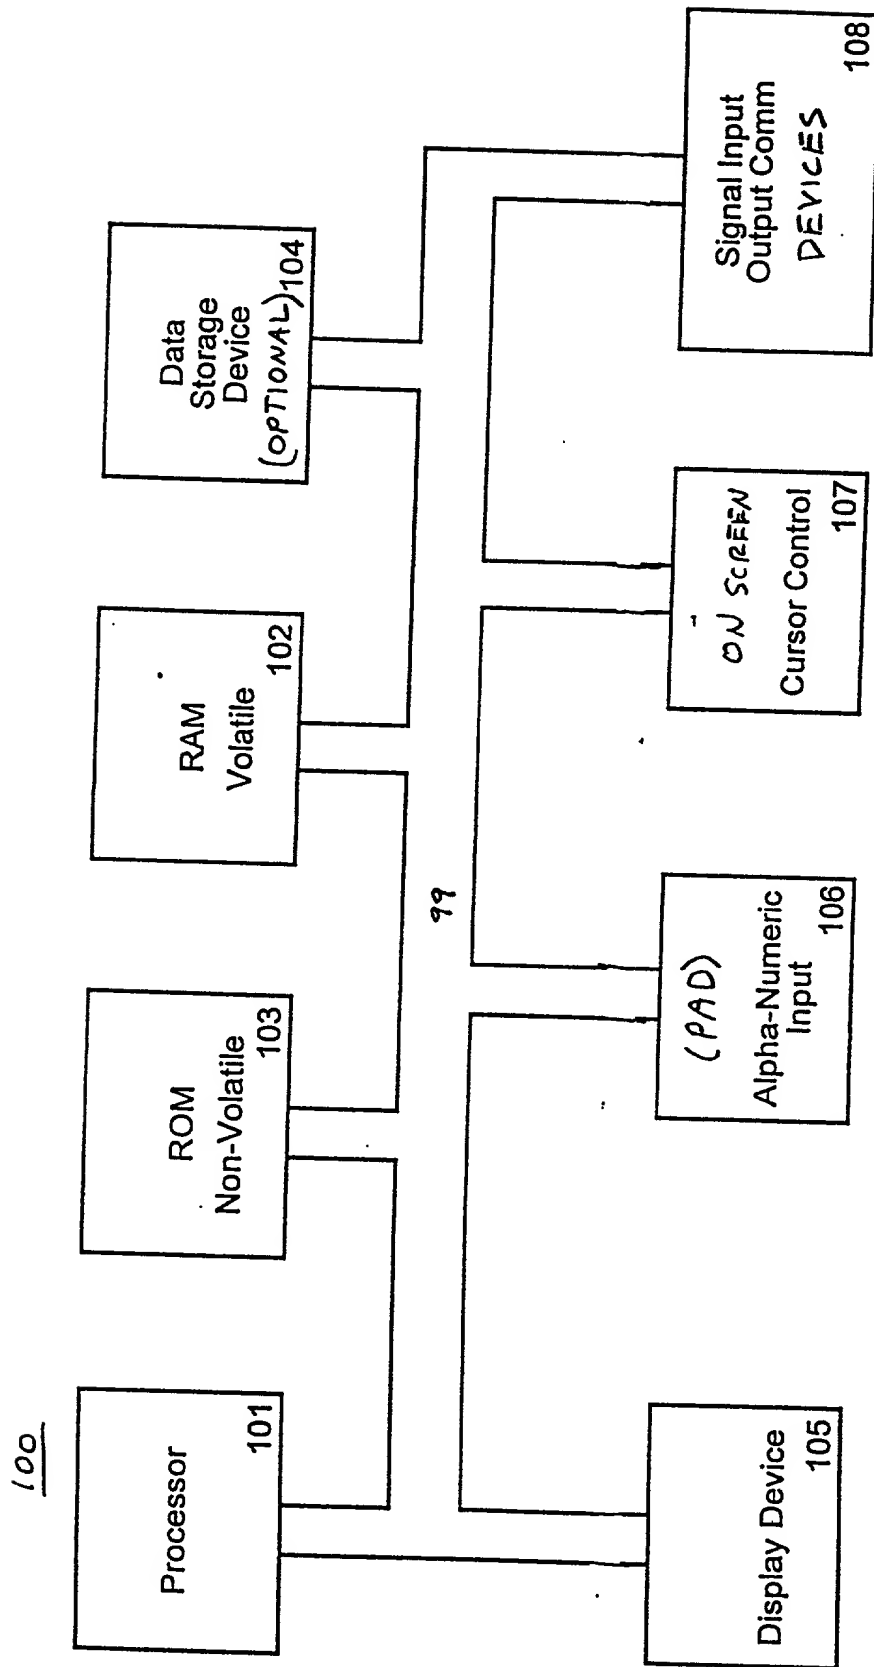 100
Processor
101
ROM
Non-Volatile
103
RAM
Volatile
102
Data
Storage
Device
(OPTIONAL)
104
99
Display Device
105
(PAD)
Alpha-Numeric
Input
106
ON SCREEN
Cursor Control
107
Signal Input
Output Comm
DEVICES
108